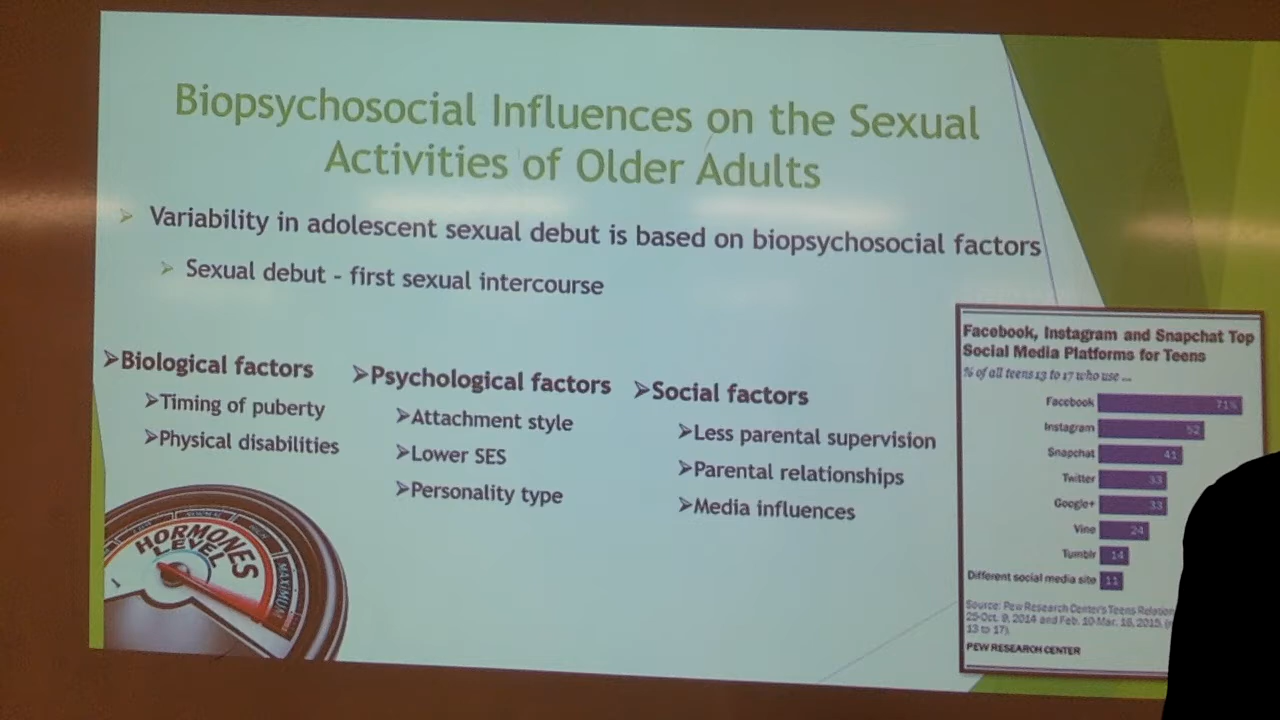 Biopsychosocial Influences on the Sexual
Activities of Older Adults
Variability in adolescent sexual debut is based on biopsychosocial factors
Sexual debut - first sexual intercourse
Biological factors
Timing of puberty
Physical disabilities
Psychological factors
Attachment style
Lower SES
Personality type
Social factors
Less parental supervision
Parental relationships
Media influences
HORMONES
LEVEL
MAXIMUM
Facebook, Instagram and Snapchat Top
Social Media Platforms for Teens
% of all teens 13 to 17 who use ...
Facebook 71%
Instagram 52
Snapchat 41
Twitter 33
Google+ 33
Vine 24
Tumblr 14
Different social media site 11
Source: Pew Research Center's Teens Relation
25-Oct. 9, 2014 and Feb. 10-Mar. 16, 2015.
13 to 17).
PEW RESEARCH CENTER